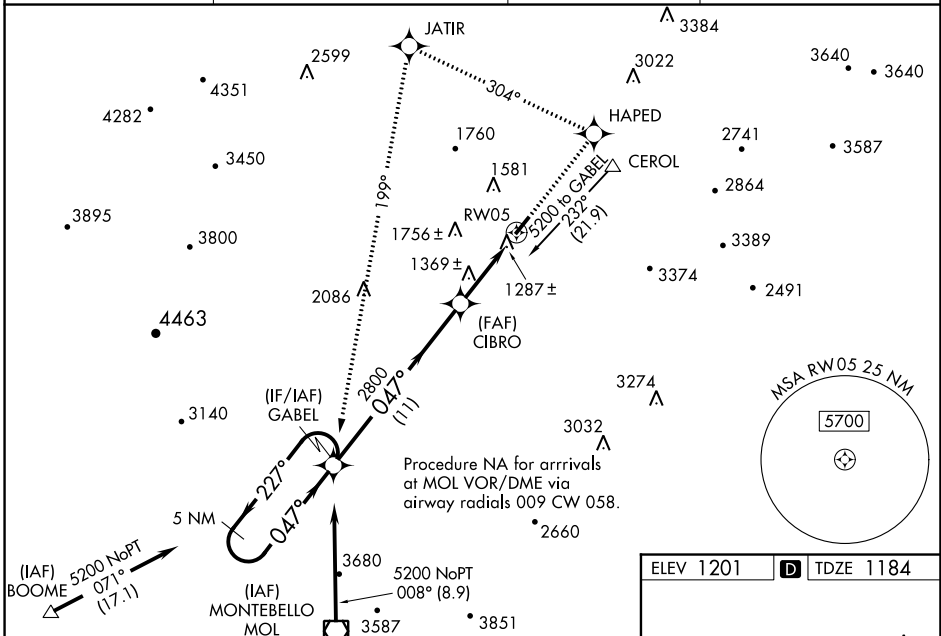 JATIR
3384
2599
3022
3640
3640
4351
4282
304°
HAPED
1760
2741
3587
3450
CEROL
1581
199°
2864
3895
RW05
5200 to GABEL
232°
(21.9)
1756 ±
3800
3389
1369 ±
3374
2086
1287 ±
2491
4463
(FAF)
CIBRO
2800
047°
(11)
MSA RW05 25 NM
5700
(IF/IAF)
GABEL
3274
3140
3032
Procedure NA for arrrivals
at MOL VOR/DME via
airway radials 009 CW 058.
227°
047°
5 NM
2660
(IAF)
BOOME
5200 NoPT
071°
(17.1)
3680
5200 NoPT
008° (8.9)
(IAF)
MONTEBELLO
MOL
3587
3851
ELEV 1201
D
TDZE 1184